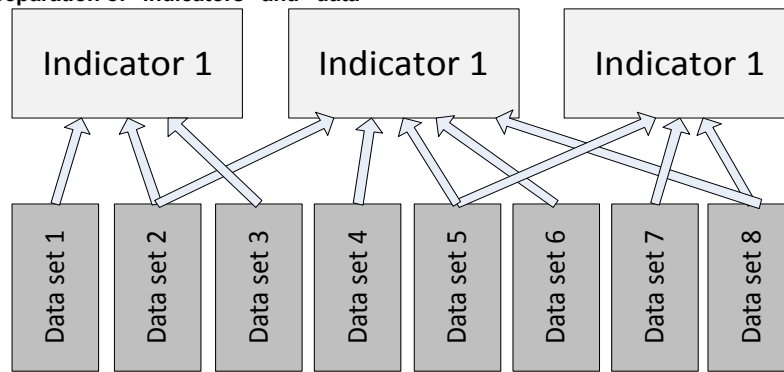 of "Indicators" and "data"
Indicator 1
Indicator 1
Indicator 1
Data set 1
Data set 2
Data set 3
Data set 4
Data set 5
Data set 6
Data set 7
Data set 8